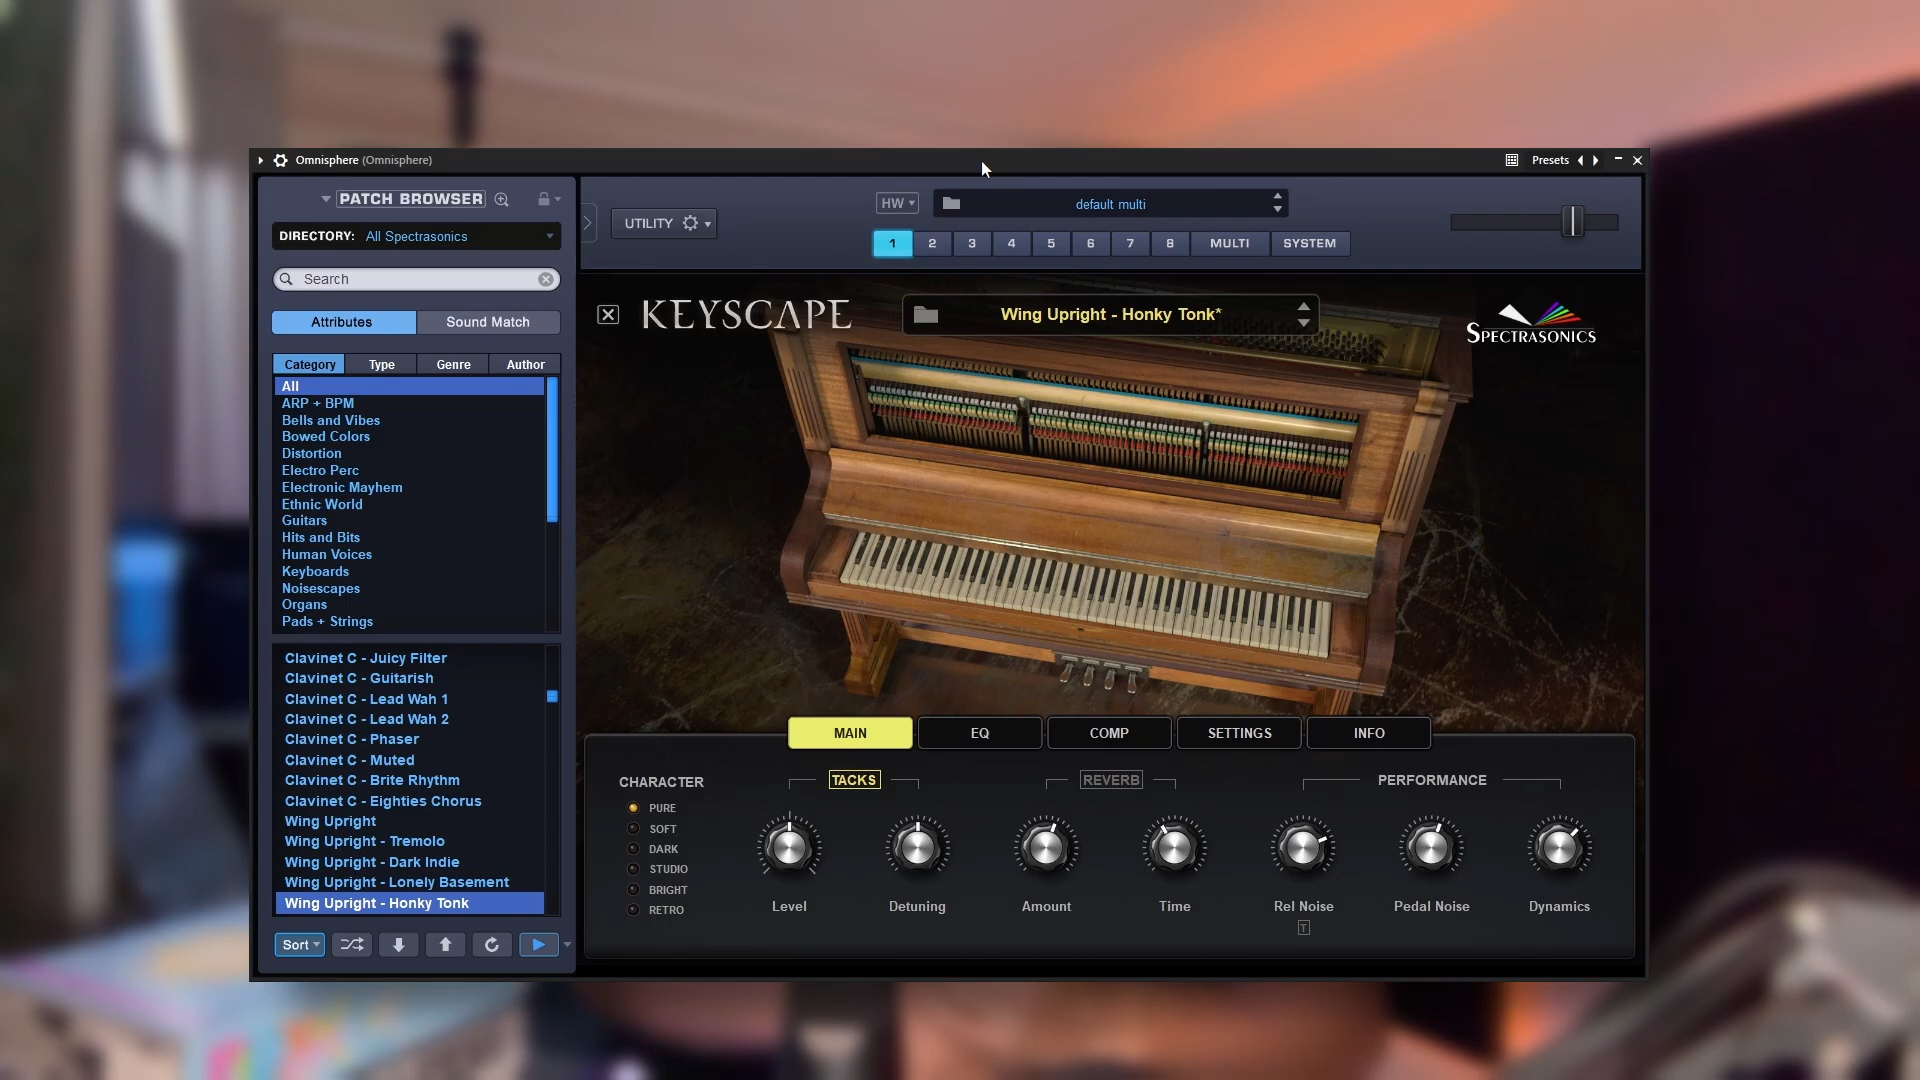 Omnisphere (Omnisphere)
Presets
PATCH BROWSER
DIRECTORY: All Spectrasonics
Search
Attributes
Sound Match
Category
Type
Genre
Author
All
ARP + BPM
Bells and Vibes
Bowed Colors
Distortion
Electro Perc
Electronic Mayhem
Ethnic World
Guitars
Hits and Bits
Human Voices
Keyboards
Noisescapes
Organs
Pads + Strings
Clavinet C - Juicy Filter
Clavinet C - Guitarish
Clavinet C - Lead Wah 1
Clavinet C - Lead Wah 2
Clavinet C - Phaser
Clavinet C - Muted
Clavinet C - Brite Rhythm
Clavinet C - Eighties Chorus
Wing Upright
Wing Upright - Tremolo
Wing Upright - Dark Indie
Wing Upright - Lonely Basement
Wing Upright - Honky Tonk
Sort
UTILITY
HW
default multi
1 2 3 4 5 6 7 8 MULTI SYSTEM
KEYSCAPE
Wing Upright - Honky Tonk*
SPECTRASONICS
MAIN
EQ
COMP
SETTINGS
INFO
CHARACTER
PURE
SOFT
DARK
STUDIO
BRIGHT
RETRO
TACKS
Level
Detuning
REVERB
Amount
Time
PERFORMANCE
Rel Noise
T
Pedal Noise
Dynamics